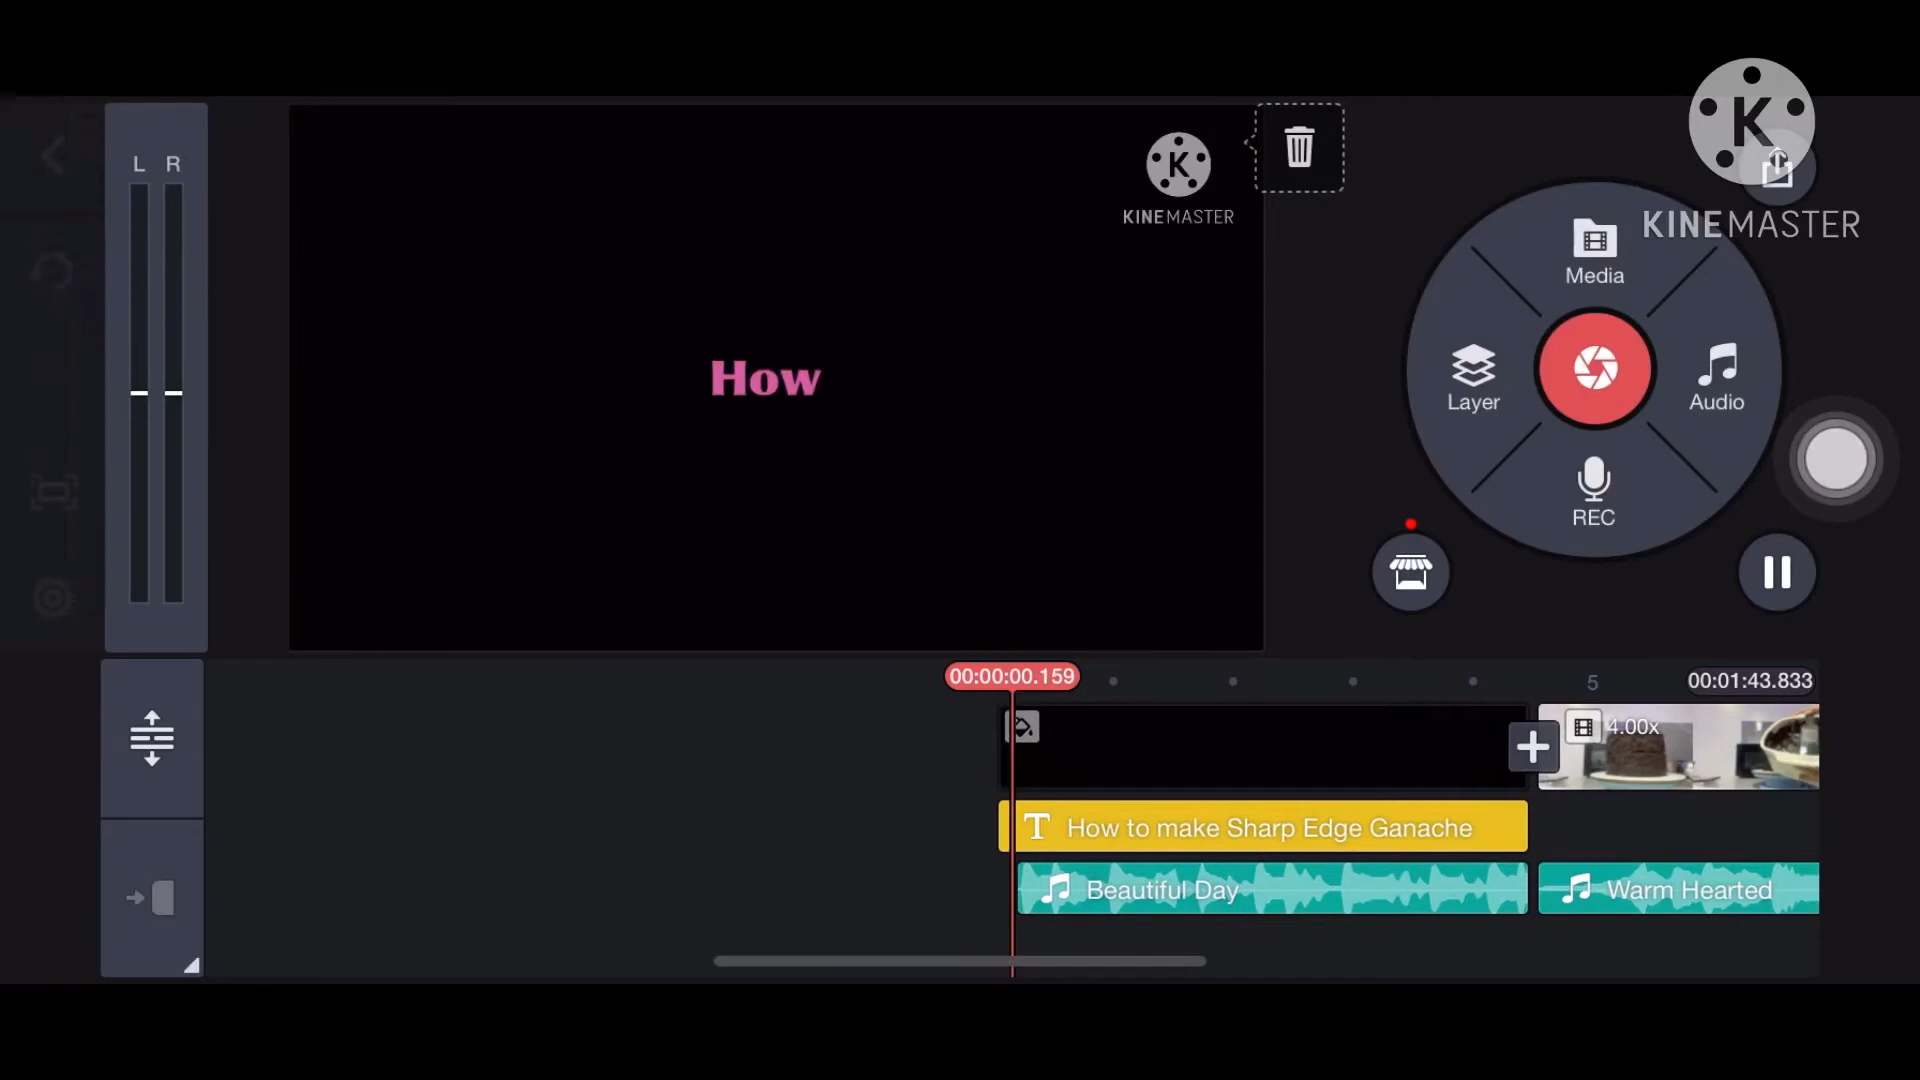 L R
K
KINEMASTER
K
KINEMASTER
Media
Layer
Audio
REC
How
00:00:00.159
5
00:01:43.833
4.00x
T How to make Sharp Edge Ganache
Beautiful Day
Warm Hearted